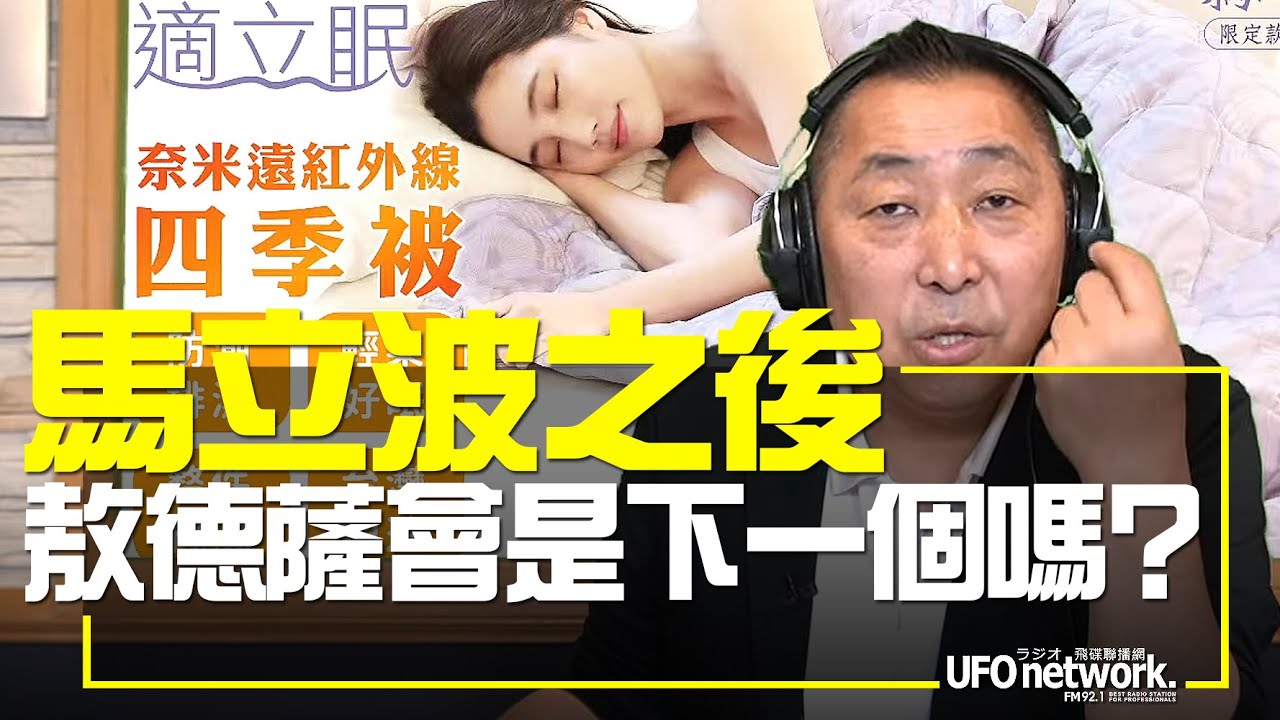 適立眠
限定款
奈米遠紅外線
四季被
馬立波之後
敖德薩會是下一個嗎?
ラジオ 飛碟聯播網
UFO network.
FM92.1 BEST RADIO STATION
FOR PROFESSIONALS